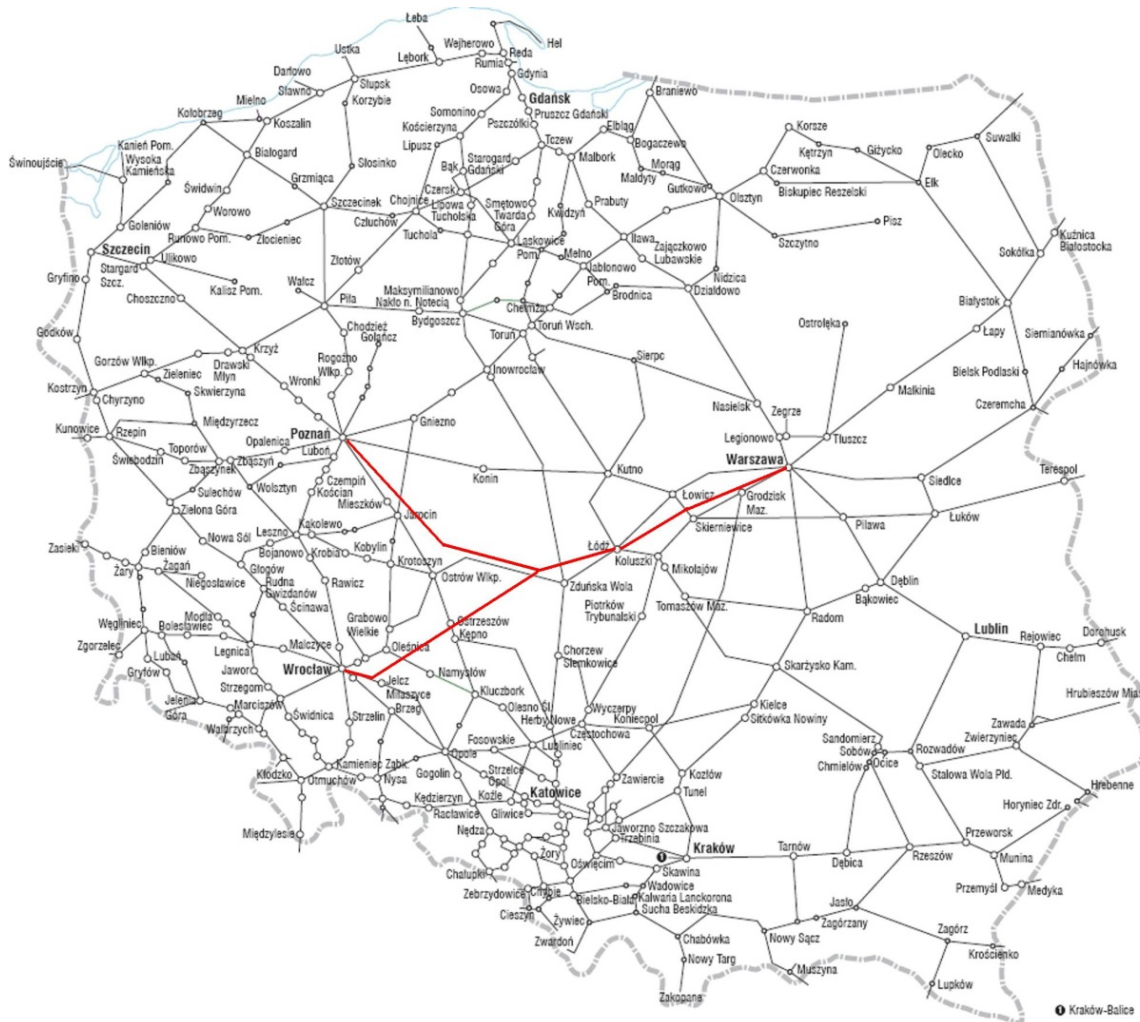 Łeba
Hel
Wejherowo
Reda
Ustka
Lębork
Rumia
Gdynia
Darłowo
Słupsk
Sławno
Korzybie
Osowa
Gdańsk
Braniewo
Mielno
Somonino
Pruszcz Gdański
Kołobrzeg
Koszalin
Kościerzyna
Pszczółki
Elbląg
Korsze
Suwałki
Lipusz
Tczew
Bogaczewo
Kętrzyn
Giżycko
Olecko
Kamień Pom.
Białogard
Słosinko
Starogard
Gdański
Malbork
Morąg
Czerwonka
Świnoujście
Wysoka
Kamieńska
Bąk
Małdyty
Gutkowo
Biskupiec Reszelski
Ełk
Grzmiąca
Czersk
Świdwin
Chojnice
Lipowa
Tucholska
Smętowo
Prabuty
Olsztyn
Szczecinek
Twarda
Góra
Kwidzyń
Pisz
Goleniów
Worowo
Człuchów
Kuźnica
Białostocka
Runowo Pom.
Złocieniec
Tuchola
Laskowice
Pom.
Iława
Szczytno
Szczecin
Ulikowo
Mełno
Zajączkowo
Lubawskie
Sokółka
Stargard
Szcz.
Złotów
Jabłonowo
Pom.
Nidzica
Gryfino
Kalisz Pom.
Wałcz
Maksymilianowo
Brodnica
Działdowo
Choszczno
Piła
Nakło n. Notecią
Chełmża
Białystok
Bydgoszcz
Toruń Wsch.
Ostrołęka
Łapy
Siemianówka
Chodzież
Gołańcz
Toruń
Godków
Krzyż
Gorzów Wlkp.
Drawski
Młyn
Rogoźno
Wlkp.
Inowrocław
Sierpc
Bielsk Podlaski
Hajnówka
Zieleniec
Kostrzyn
Skwierzyna
Wronki
Małkinia
Chyrzyno
Nasielsk
Zegrze
Czeremcha
Międzyrzecz
Gniezno
Kunowice
Rzepin
Opalenica
Poznań
Legionowo
Tłuszcz
Toporów
Luboń
Świebodzin
Zbąszynek
Zbąszyń
Warszawa
Terespol
Kutno
Siedlce
Czempiń
Konin
Sulechów
Wolsztyn
Kościan
Łowicz
Grodzisk
Maz.
Mieszków
Zielona Góra
Jarocin
Skierniewice
Pilawa
Łuków
Kąkolewo
Zasieki
Nowa Sól
Leszno
Łódź
Bieniów
Bojanowo
Krobia
Kobylin
Koluszki
Żary
Żagań
Głogów
Krotoszyn
Mikołajów
Niegosławice
Rudna
Gwizdanów
Rawicz
Ostrów Wlkp.
Zduńska Wola
Dęblin
Ścinawa
Piotrków
Trybunalski
Tomaszów Maz.
Bąkowiec
Modła
Grabowo
Wielkie
Radom
Węgliniec
Bolesławiec
Ostrzeszów
Lublin
Zgorzelec
Malczyce
Oleśnica
Kępno
Rejowiec
Dorohusk
Lubań
Legnica
Wrocław
Chorzew
Siemkowice
Chełm
Gryfów
Jawor
Namysłów
Skarżysko Kam.
Strzegom
Jelcz
Miłaszyce
Kluczbork
Hrubieszów Mias
Jelenia
Góra
Marciszów
Brzeg
Olesno Śl.
Wyczerpy
Kielce
Świdnica
Strzelin
Herby Nowe
Koniecpol
Sitkówka Nowiny
Zawada
Wałbrzych
Częstochowa
Zwierzyniec
Fosowskie
Lubliniec
Sandomierz
Sobów
Rozwadów
Kamieniec Ząbk.
Opole
Chmielów
Ocice
Kłodzko
Otmuchów
Nysa
Gogolin
Strzelce
Opol.
Zawiercie
Kozłów
Stalowa Wola Płd.
Hrebenne
Kędzierzyn
Koźle
Katowice
Tunel
Racławice
Gliwice
Horyniec Zdr.
Międzylesie
Nędza
Jaworzno Szczakowa
Trzebinia
Kraków
Tarnów
Przeworsk
Żory
Oświęcim
Dębica
Rzeszów
Munina
Chałupki
Skawina
Przemyśl
Medyka
Zebrzydowice
Chybie
Wadowice
Bielsko-Biała
Kalwaria Lanckorona
Jasło
Cieszyn
Sucha Beskidzka
Zagórzany
Żywiec
Zagórz
Zwardoń
Chabówka
Nowy Sącz
Krościenko
Nowy Targ
Muszyna
Łupków
Zakopane
1 Kraków-Balice